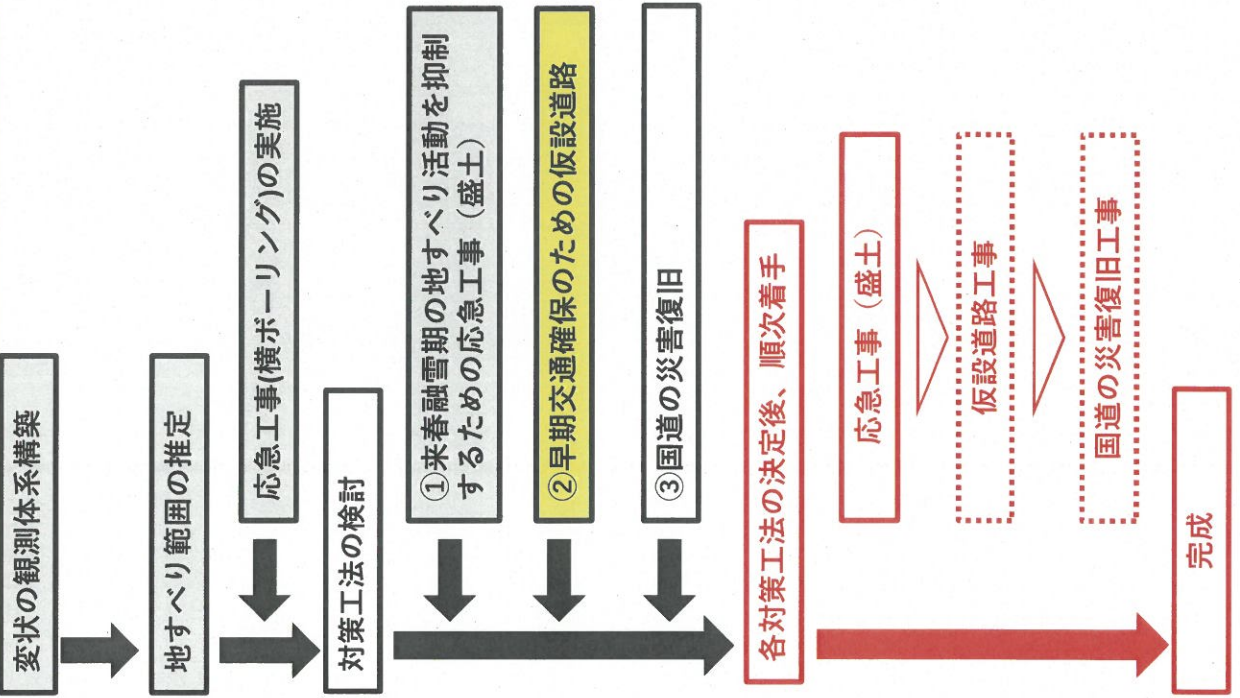 変状の観測体系構築
地すべり範囲の推定
応急工事(横ボーリング)の実施
対策工法の検討
①来春融雪期の地すべり活動を抑制
するための応急工事（盛土）
②早期交通確保のための仮設道路
③国道の災害復旧
各対策工法の決定後、順次着手
応急工事（盛土）
仮設道路工事
国道の災害復旧工事
完成